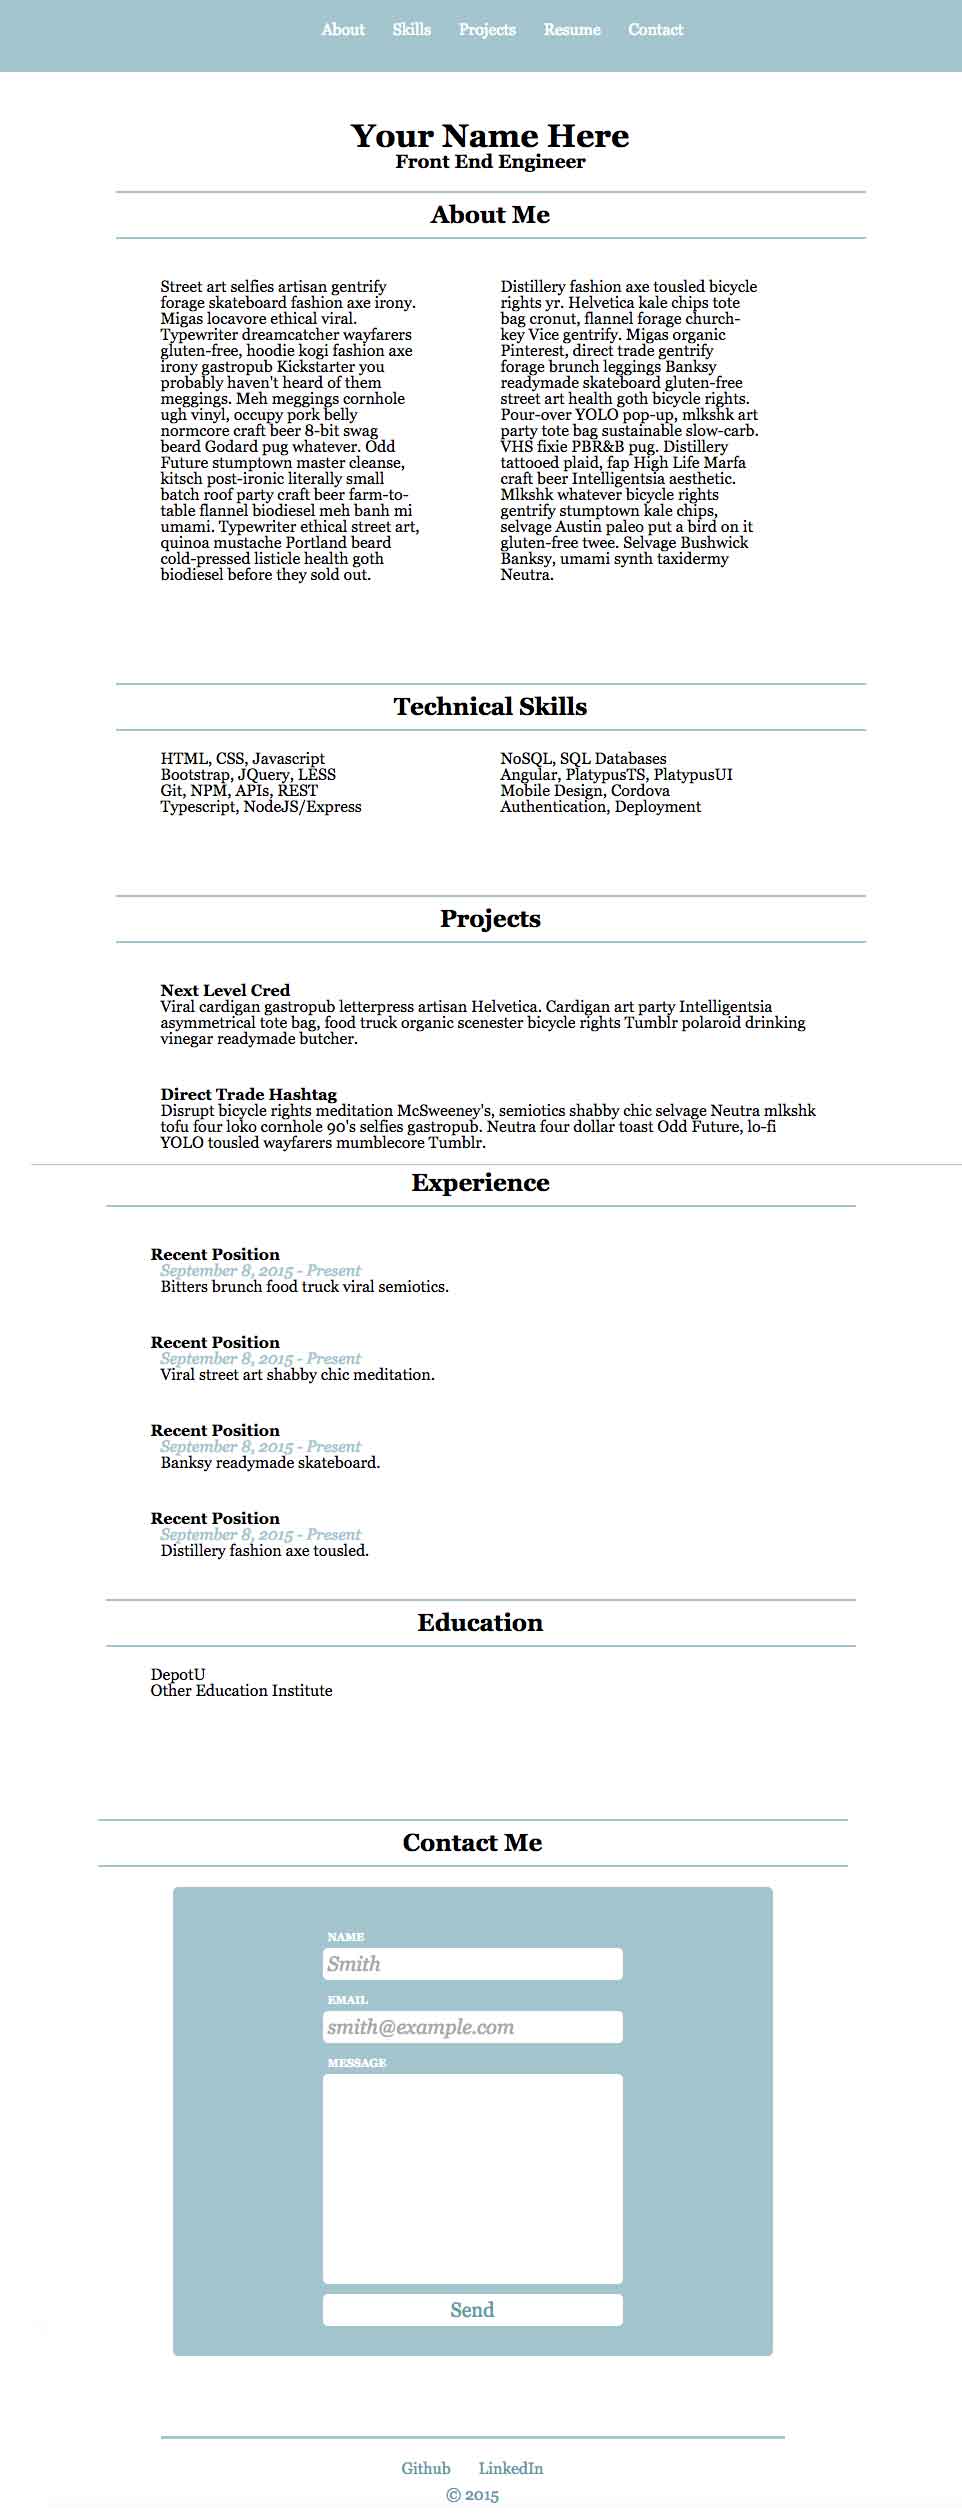 About Skills Projects Resume Contact
Your Name Here
Front End Engineer
About Me
Street art selfies artisan gentrify
forage skateboard fashion axe irony.
Migas locavore ethical viral.
Typewriter dreamcatcher wayfarers
gluten-free, hoodie kogi fashion axe
irony gastropub Kickstarter you
probably haven't heard of them
meggings. Meh meggings cornhole
ugh vinyl, occupy pork belly
normcore craft beer 8-bit swag
beard Godard pug whatever. Odd
Future stumptown master cleanse,
kitsch post-ironic literally small
batch roof party craft beer farm-to-
table flannel biodiesel meh banh mi
umami. Typewriter ethical street art,
quinoa mustache Portland beard
cold-pressed listicle health goth
biodiesel before they sold out.
Distillery fashion axe tousled bicycle
rights yr. Helvetica kale chips tote
bag cronut, flannel forage church-
key Vice gentrify. Migas organic
Pinterest, direct trade gentrify
forage brunch leggings Banksy
readymade skateboard gluten-free
street art health goth bicycle rights.
Pour-over YOLO pop-up, mlkshk art
party tote bag sustainable slow-carb.
VHS fixie PBR&B pug. Distillery
tattooed plaid, fap High Life Marfa
craft beer Intelligentsia aesthetic.
Mlkshk whatever bicycle rights
gentrify stumptown kale chips,
selvage Austin paleo put a bird on it
gluten-free twee. Selvage Bushwick
Banksy, umami synth taxidermy
Neutra.
Technical Skills
HTML, CSS, Javascript
Bootstrap, JQuery, LESS
Git, NPM, APIs, REST
Typescript, NodeJS/Express
NoSQL, SQL Databases
Angular, PlatypusTS, PlatypusUI
Mobile Design, Cordova
Authentication, Deployment
Projects
Next Level Cred
Viral cardigan gastropub letterpress artisan Helvetica. Cardigan art party Intelligentsia
asymmetrical tote bag, food truck organic scenester bicycle rights Tumblr polaroid drinking
vinegar readymade butcher.
Direct Trade Hashtag
Disrupt bicycle rights meditation McSweeney's, semiotics shabby chic selvage Neutra mlkshk
tofu four loko cornhole 90's selfies gastropub. Neutra four dollar toast Odd Future, lo-fi
YOLO tousled wayfarers mumblecore Tumblr.
Experience
Recent Position
September 8, 2015 - Present
Bitters brunch food truck viral semiotics.
Recent Position
September 8, 2015 - Present
Viral street art shabby chic meditation.
Recent Position
September 8, 2015 - Present
Banksy readymade skateboard.
Recent Position
September 8, 2015 - Present
Distillery fashion axe tousled.
Education
DepotU
Other Education Institute
Contact Me
NAME
Smith
EMAIL
smith@example.com
MESSAGE
Send
Github LinkedIn
© 2015